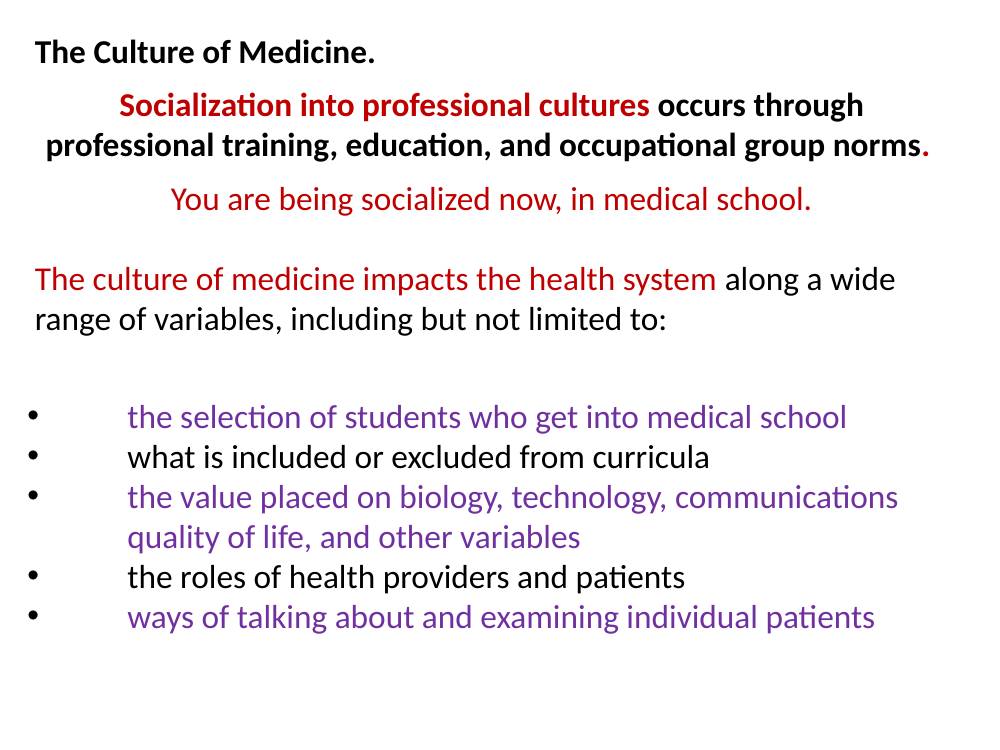 The Culture of Medicine.
Socialization into professional cultures occurs through
professional training, education, and occupational group norms.
You are being socialized now, in medical school.
The culture of medicine impacts the health system along a wide
range of variables, including but not limited to:
• the selection of students who get into medical school
• what is included or excluded from curricula
• the value placed on biology, technology, communications
quality of life, and other variables
• the roles of health providers and patients
• ways of talking about and examining individual patients